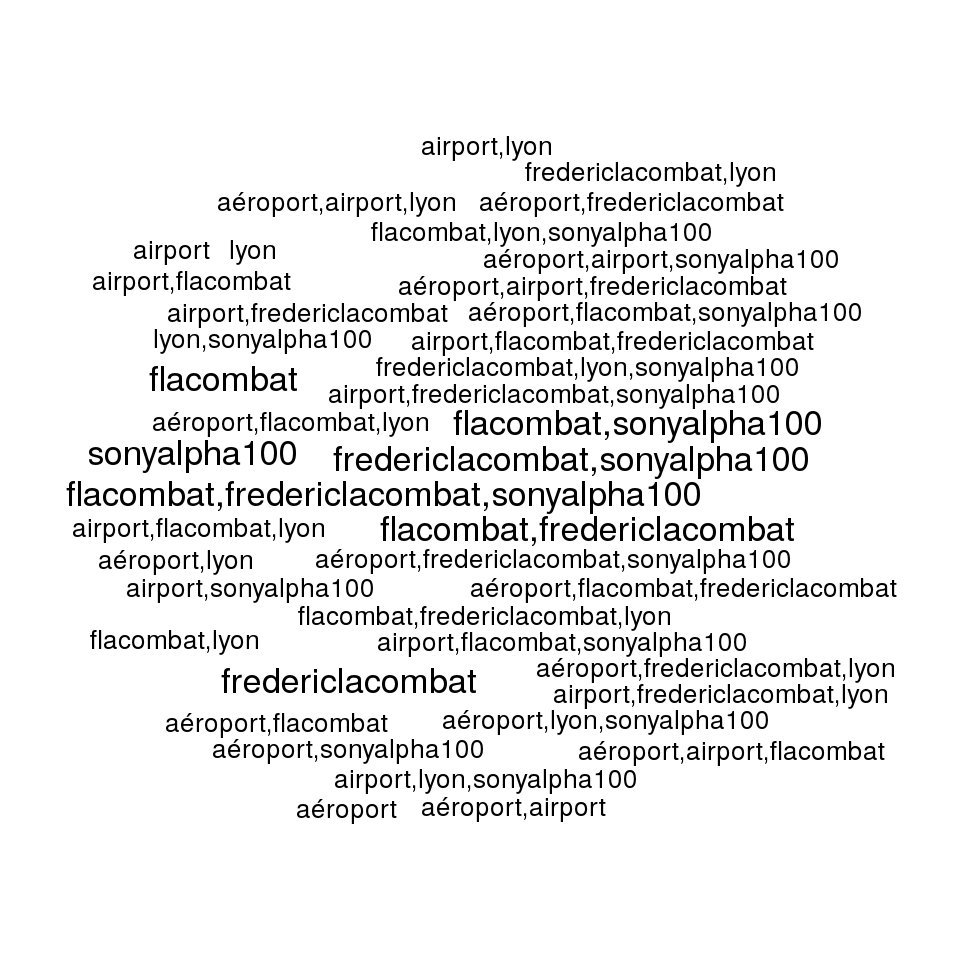 airport,lyon
fredericlacombat,lyon
aéroport,airport,lyon aéroport,fredericlacombat
flacombat,lyon,sonyalpha100
airport lyon
aéroport,airport,sonyalpha100
airport,flacombat
aéroport,airport,fredericlacombat
airport,fredericlacombat aéroport,flacombat,sonyalpha100
lyon,sonyalpha100 airport,flacombat,fredericlacombat
fredericlacombat,lyon,sonyalpha100
flacombat
airport,fredericlacombat,sonyalpha100
aéroport,flacombat,lyon flacombat,sonyalpha100
sonyalpha100 fredericlacombat,sonyalpha100
flacombat,fredericlacombat,sonyalpha100
airport,flacombat,lyon flacombat,fredericlacombat
aéroport,lyon aéroport,fredericlacombat,sonyalpha100
airport,sonyalpha100 aéroport,flacombat,fredericlacombat
flacombat,fredericlacombat,lyon
flacombat,lyon airport,flacombat,sonyalpha100
aéroport,fredericlacombat,lyon
fredericlacombat
airport,fredericlacombat,lyon
aéroport,flacombat aéroport,lyon,sonyalpha100
aéroport,sonyalpha100 aéroport,airport,flacombat
airport,lyon,sonyalpha100
aéroport aéroport,airport